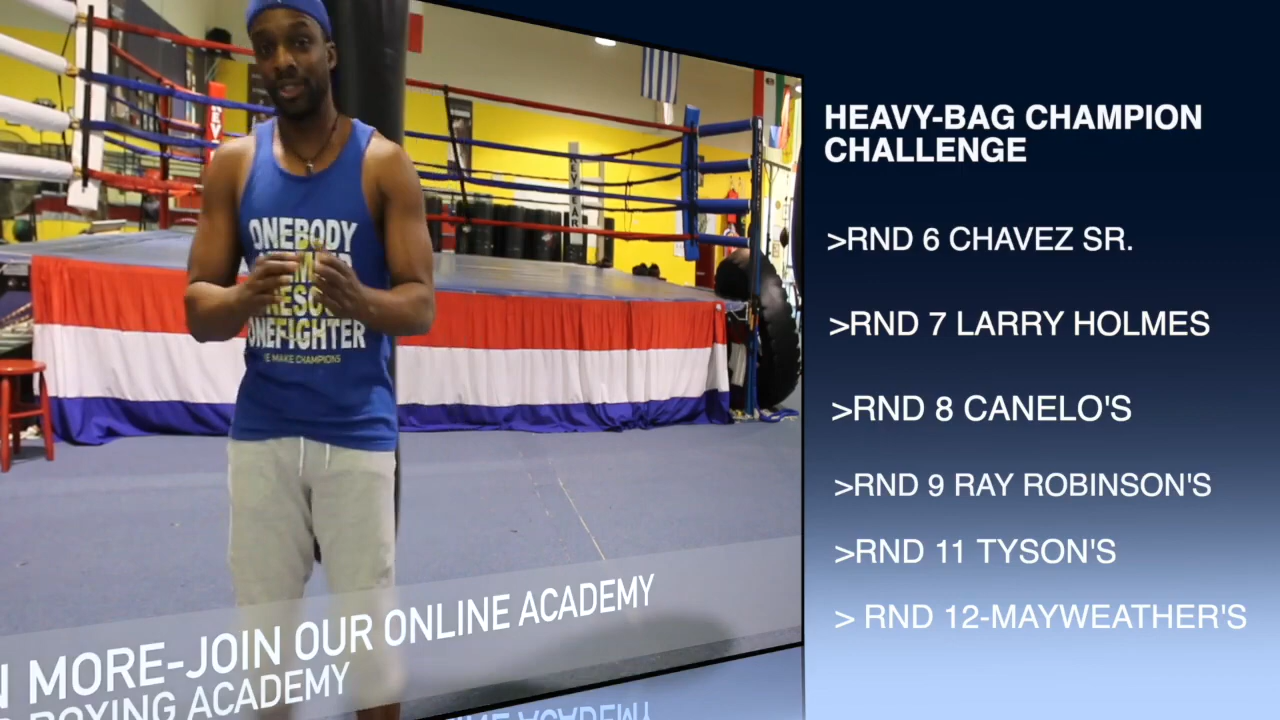 HEAVY-BAG CHAMPION
CHALLENGE
>RND 6 CHAVEZ SR.
>RND 7 LARRY HOLMES
>RND 8 CANELO'S
>RND 9 RAY ROBINSON'S
>RND 11 TYSON'S
> RND 12-MAYWEATHER'S
ONEBODY
ONEFIGHTER
E MAKE CHAMPIONS
N MORE-JOIN OUR ONLINE ACADEMY
BOXING ACADEMY